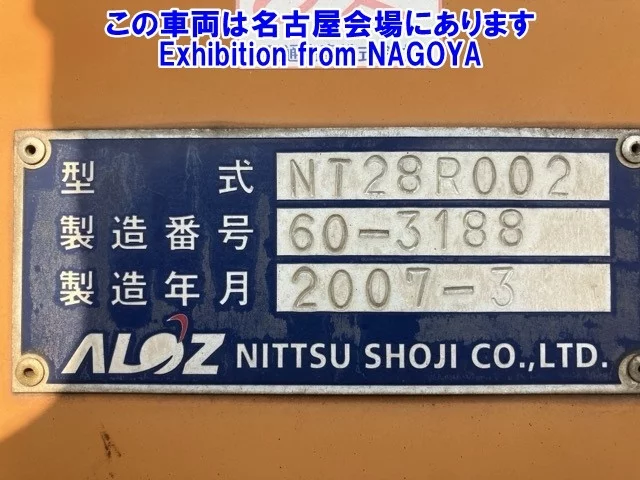 この車両は名古屋会場にあります
Exhibition from NAGOYA
型 式 NT28R002
製造番号 60-3188
製造年月 2007-3
ALOZ NITTSU SHOJI CO.,LTD.